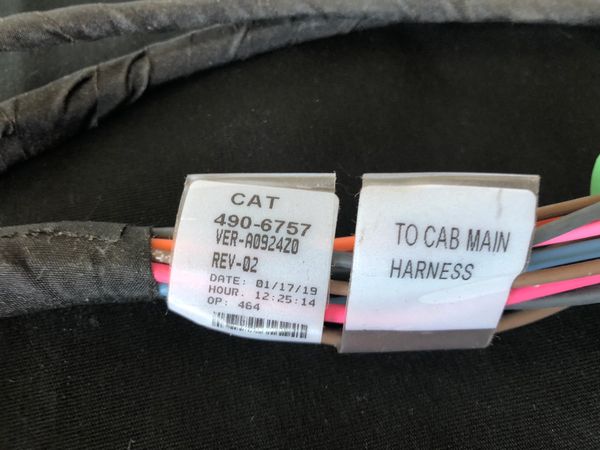 CAT
490-6757
VER-A0924Z0
REV-02
DATE: 01/17/19
HOUR. 12:25:14
OP: 464
TO CAB MAIN
HARNESS